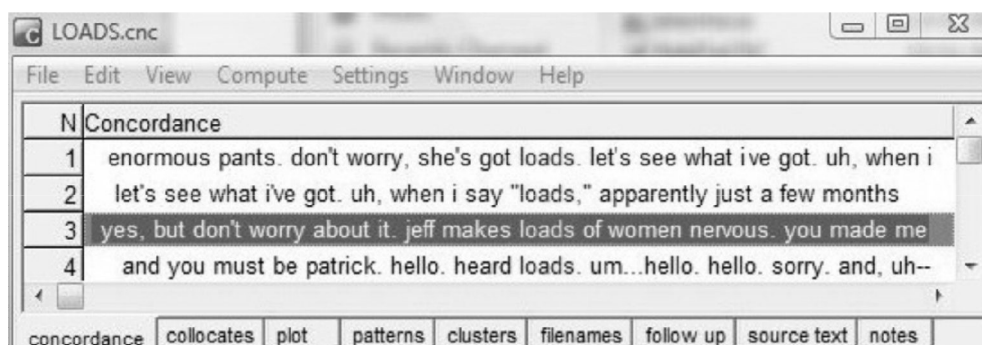 LOADS.cnc
File Edit View Compute Settings Window Help
N Concordance
1 enormous pants. don't worry, she's got loads. let's see what ive got. uh, when i
2 let's see what i've got. uh, when i say "loads," apparently just a few months
3 yes, but don't worry about it. jeff makes loads of women nervous. you made me
4 and you must be patrick. hello. heard loads. um...hello. hello. sorry. and, uh--
concordance collocates plot patterns clusters filenames follow up source text notes